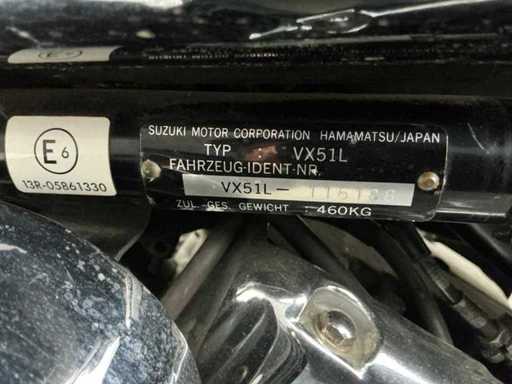 SUZUKI MOTOR CORPORATION HAMAMATSU/JAPAN
TYP : VX51L
FAHRZEUG-IDENT-NR.
VX51L-
ZUL. GES. GEWICHT : 460KG
E6
13R-05861330